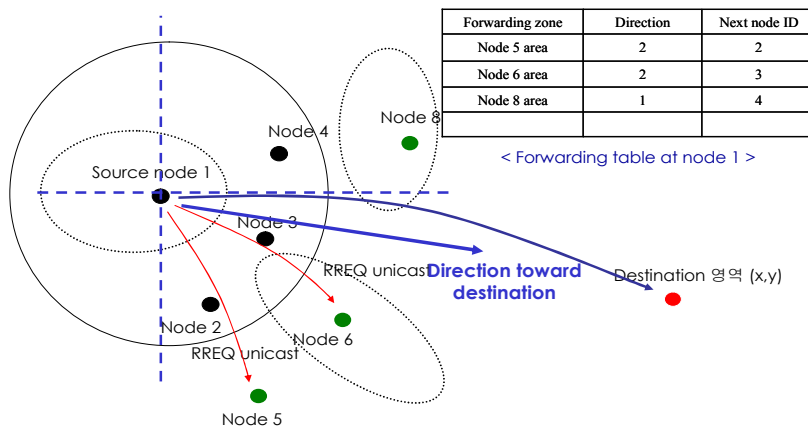 Forwarding zone Direction Next node ID
Node 5 area 2 2
Node 6 area 2 3
Node 8 area 1 4
< Forwarding table at node 1 >
Node 8
Node 4
Source node 1
Node 3
RREQ unicast
Direction toward
destination
Destination 영역 (x,y)
Node 2
Node 6
RREQ unicast
Node 5